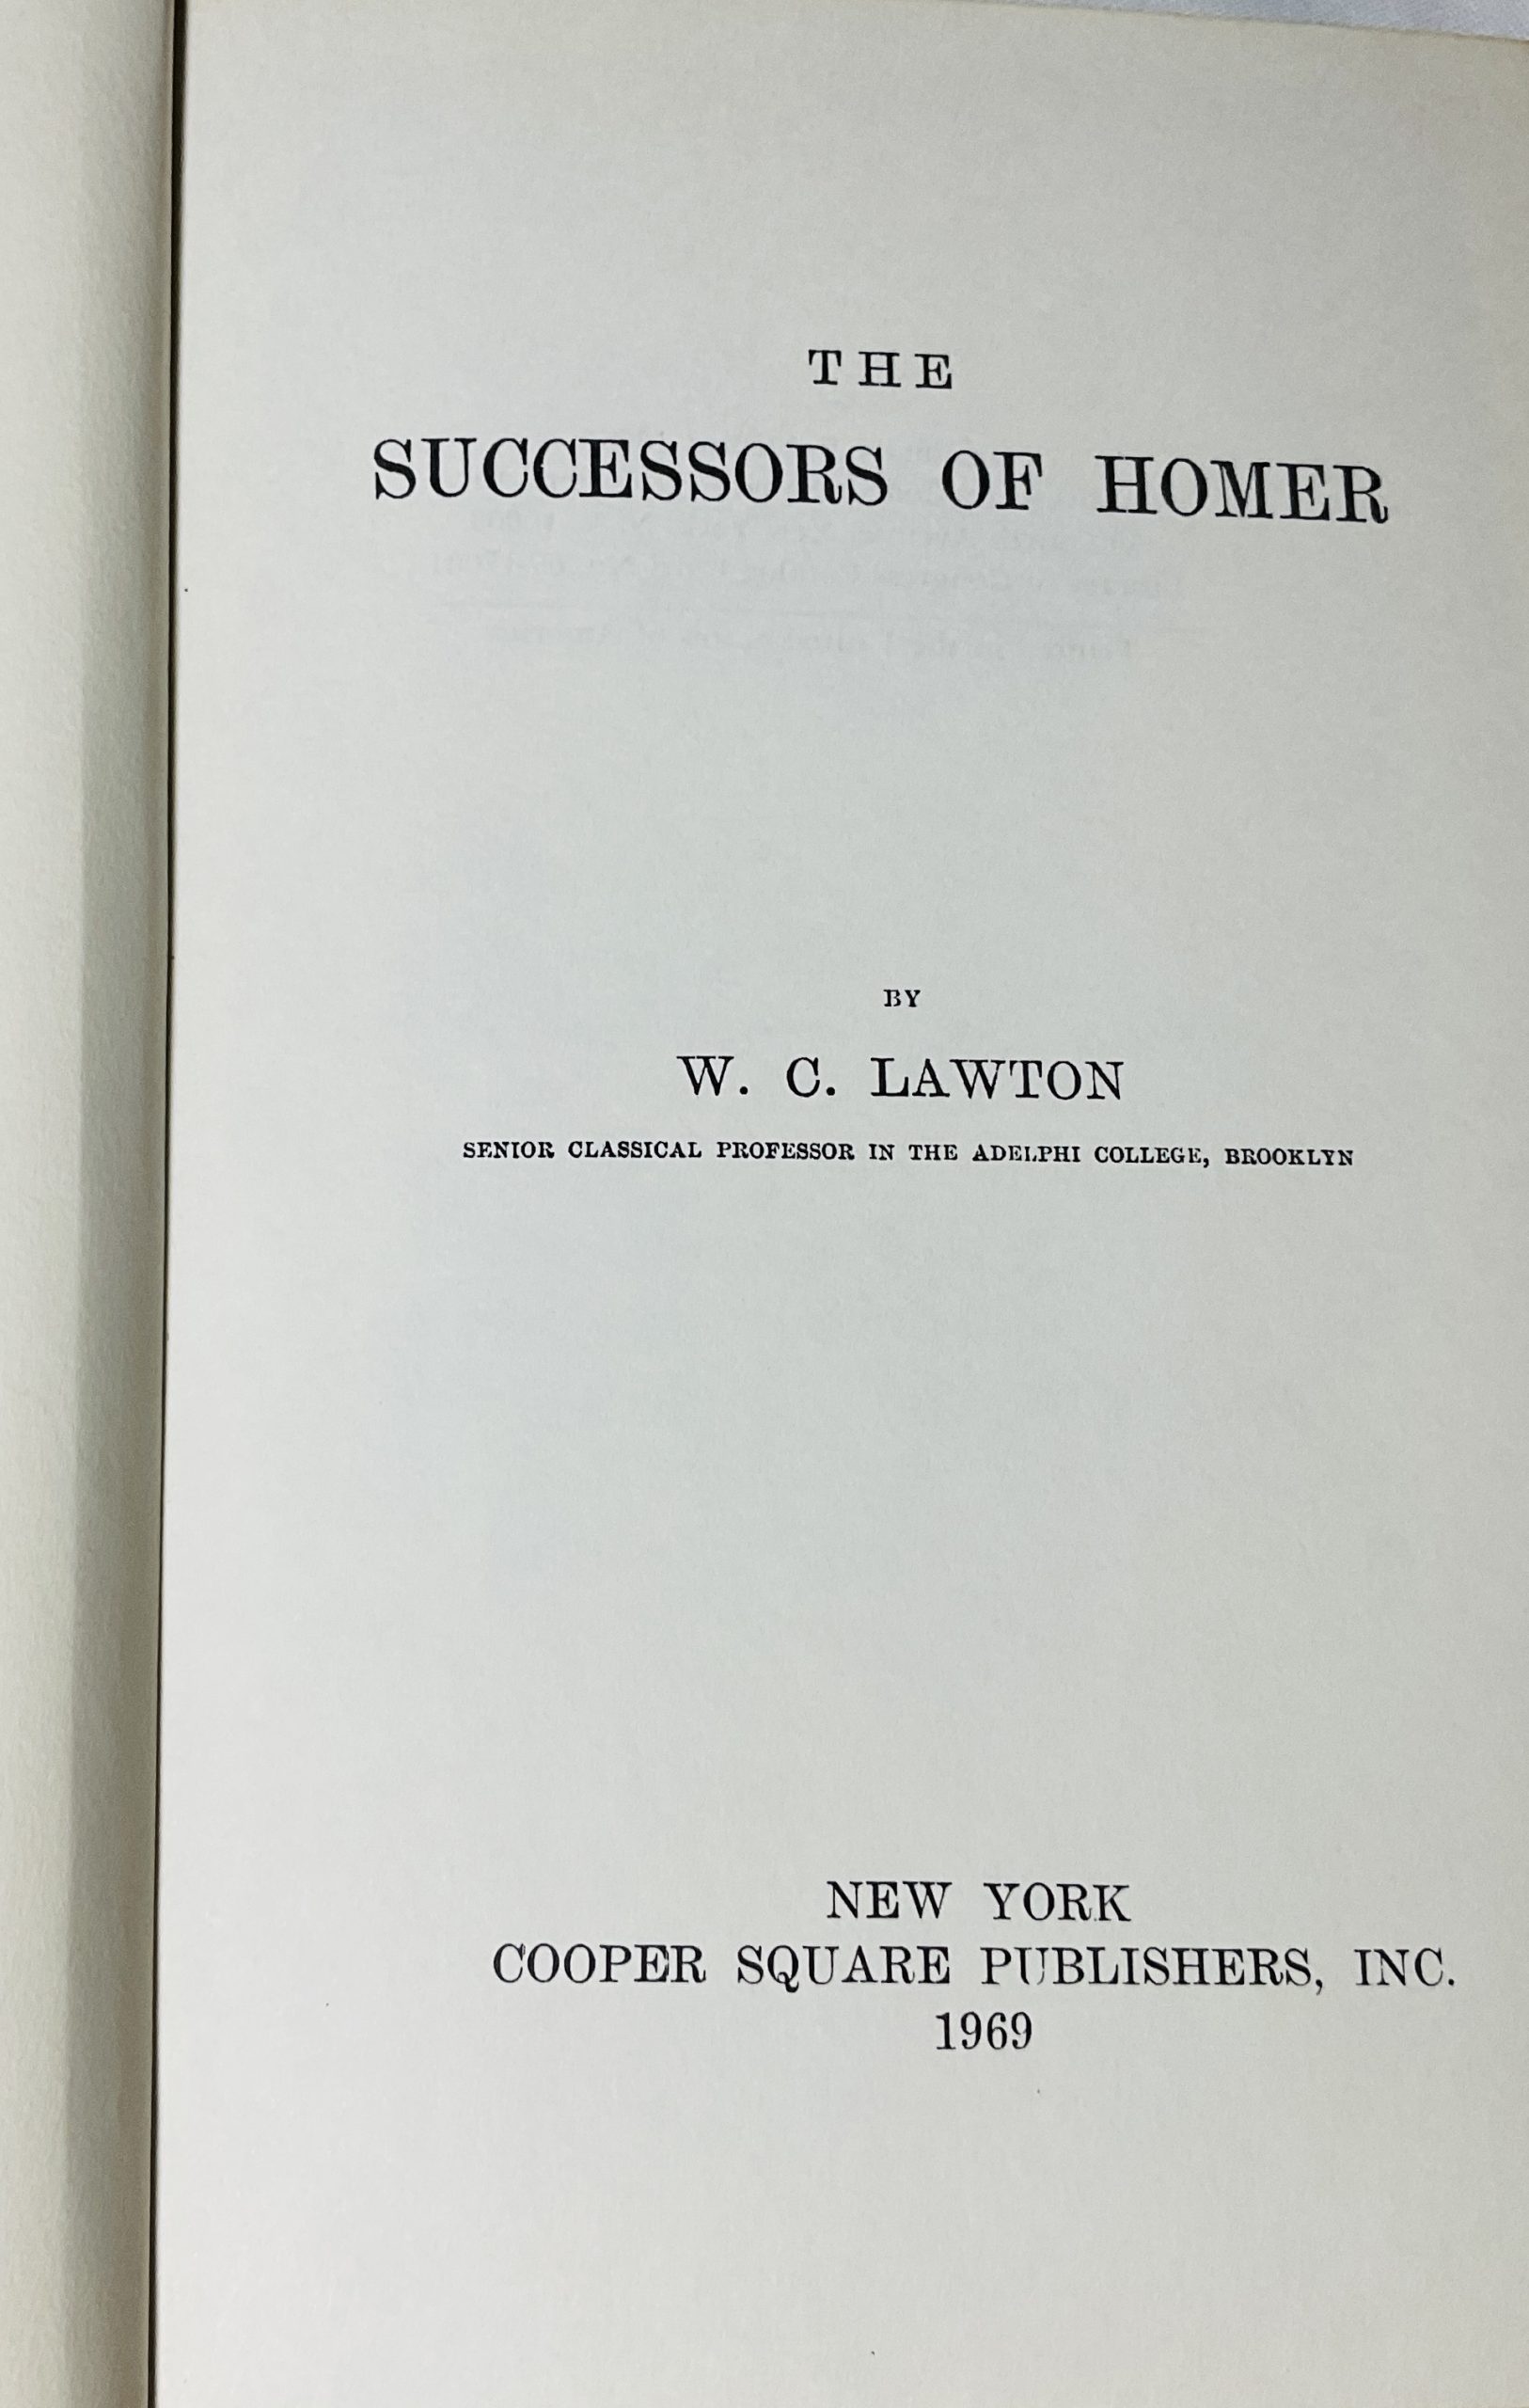 THE
SUCCESSORS OF HOMER
BY
W. C. LAWTON
SENIOR CLASSICAL PROFESSOR IN THE ADELPHI COLLEGE, BROOKLYN
NEW YORK
COOPER SQUARE PUBLISHERS, INC.
1969